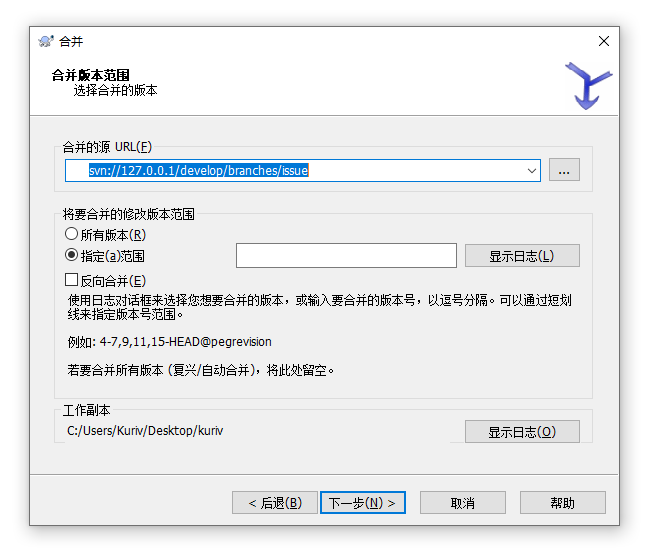 合并
合并版本范围
选择合并的版本
合并的源 URL(F)
svn://127.0.0.1/develop/branches/issue
...
将要合并的修改版本范围
所有版本(R)
指定(a)范围
显示日志(L)
反向合并(E)
使用日志对话框来选择您想要合并的版本，或输入要合并的版本号，以逗号分隔。可以通过短划
线来指定版本号范围。
例如: 4-7,9,11,15-HEAD@pegrevision
若要合并所有版本 (复兴/自动合并)，将此处留空。
工作副本
C:/Users/Kuriv/Desktop/kuriv
显示日志(O)
< 后退(B)
下一步(N) >
取消
帮助